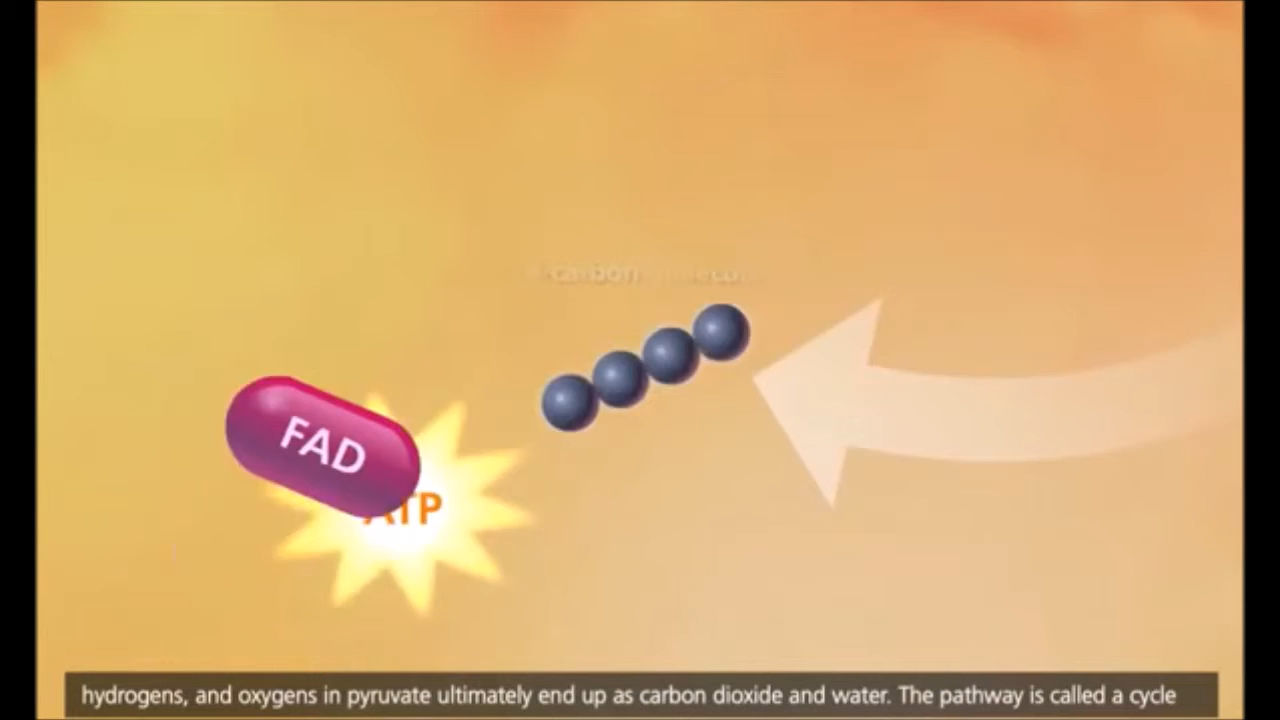 FAD
ATP
hydrogens, and oxygens in pyruvate ultimately end up as carbon dioxide and water. The pathway is called a cycle